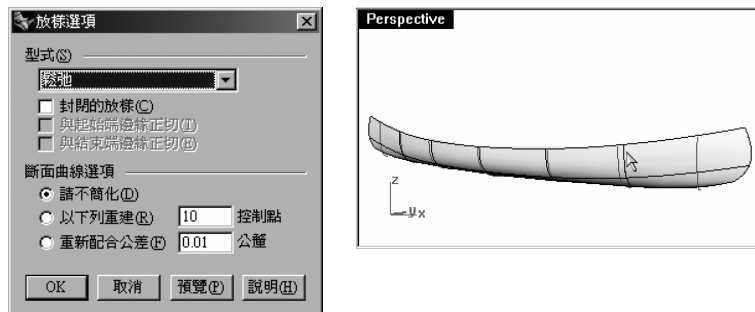 放樣選項
型式(S)
鬆弛
封閉的放樣(C)
與起始端邊緣正切(T)
與結束端邊緣正切(E)
斷面曲線選項
請不簡化(D)
以下列重建(R) 10 控制點
重新配合公差(F) 0.01 公釐
OK 取消 預覽(P) 說明(H)
Perspective
z
y x